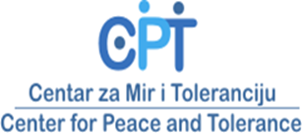 CPT
Centar za Mir i Toleranciju
Center for Peace and Tolerance